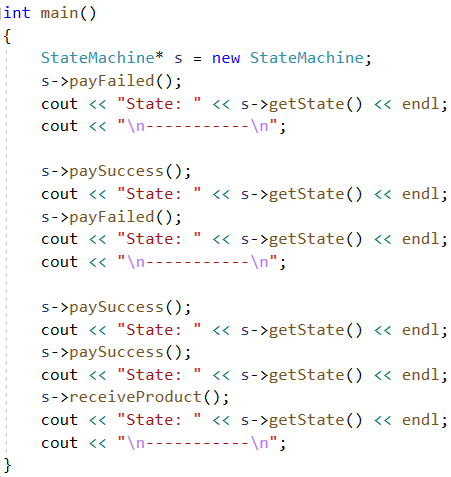 int main()
{
    StateMachine* s = new StateMachine;
    s->payFailed();
    cout << "State: " << s->getState() << endl;
    cout << "\n-----------\n";

    s->paySuccess();
    cout << "State: " << s->getState() << endl;
    s->payFailed();
    cout << "State: " << s->getState() << endl;
    cout << "\n-----------\n";

    s->paySuccess();
    cout << "State: " << s->getState() << endl;
    s->paySuccess();
    cout << "State: " << s->getState() << endl;
    s->receiveProduct();
    cout << "State: " << s->getState() << endl;
    cout << "\n-----------\n";
}